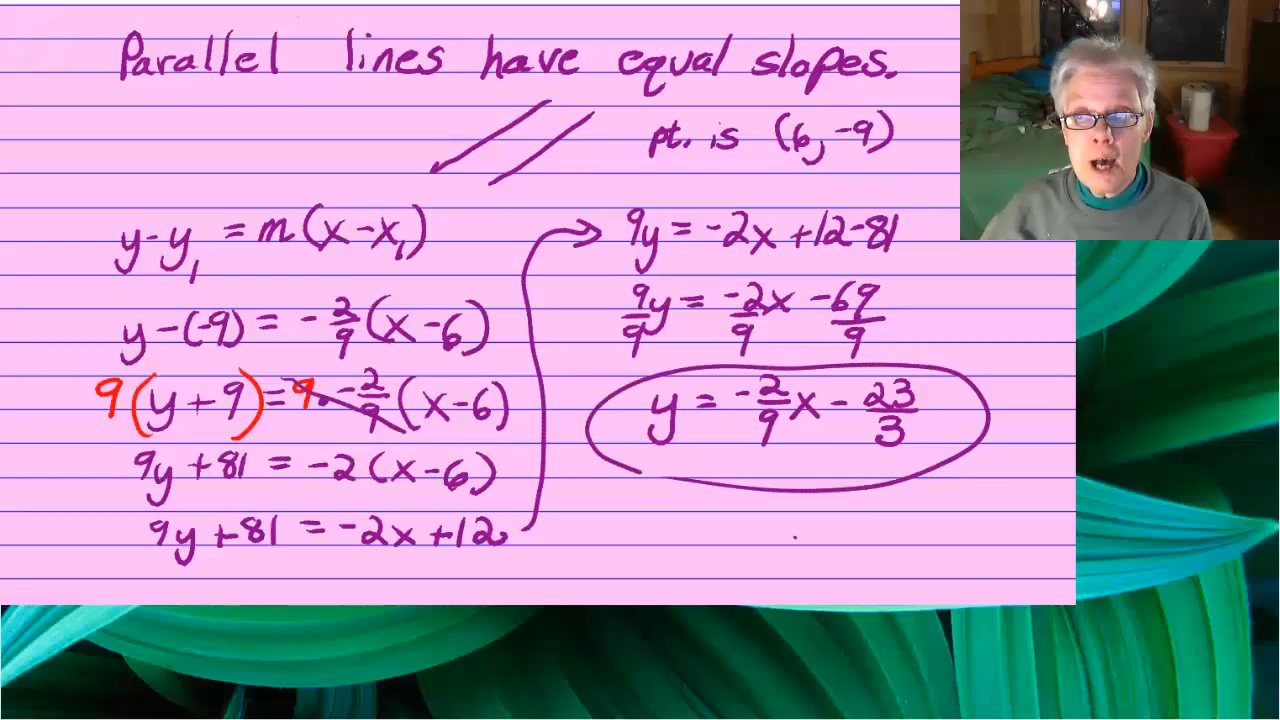 Parallel lines have equal slopes.
pt. is (6, -9)
y-y₁ = m(x-x₁)
y-(-9) = -2/9(x-6)
9(y+9) = 9·-2/9(x-6)
9y+81 = -2(x-6)
9y+81 = -2x+12
9y = -2x+12-81
9y/9 = -2x/9 -69/9
y = -2/9x - 23/3